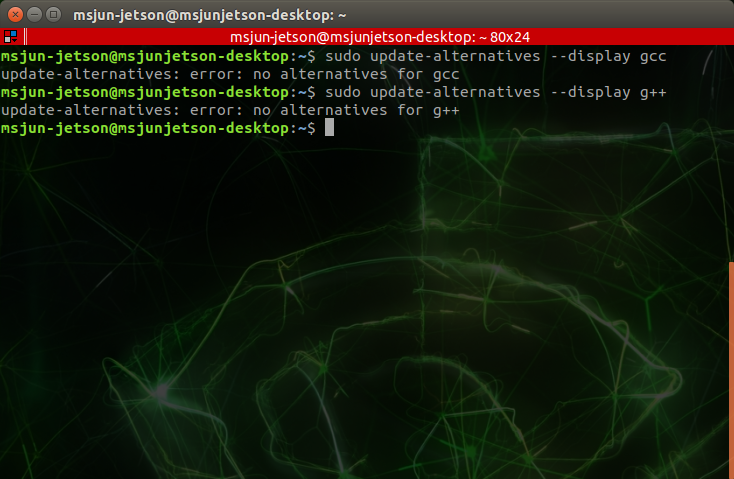 msjun-jetson@msjunjetson-desktop: ~
msjun-jetson@msjunjetson-desktop: ~ 80x24
msjun-jetson@msjunjetson-desktop:~$ sudo update-alternatives --display gcc
update-alternatives: error: no alternatives for gcc
msjun-jetson@msjunjetson-desktop:~$ sudo update-alternatives --display g++
update-alternatives: error: no alternatives for g++
msjun-jetson@msjunjetson-desktop:~$